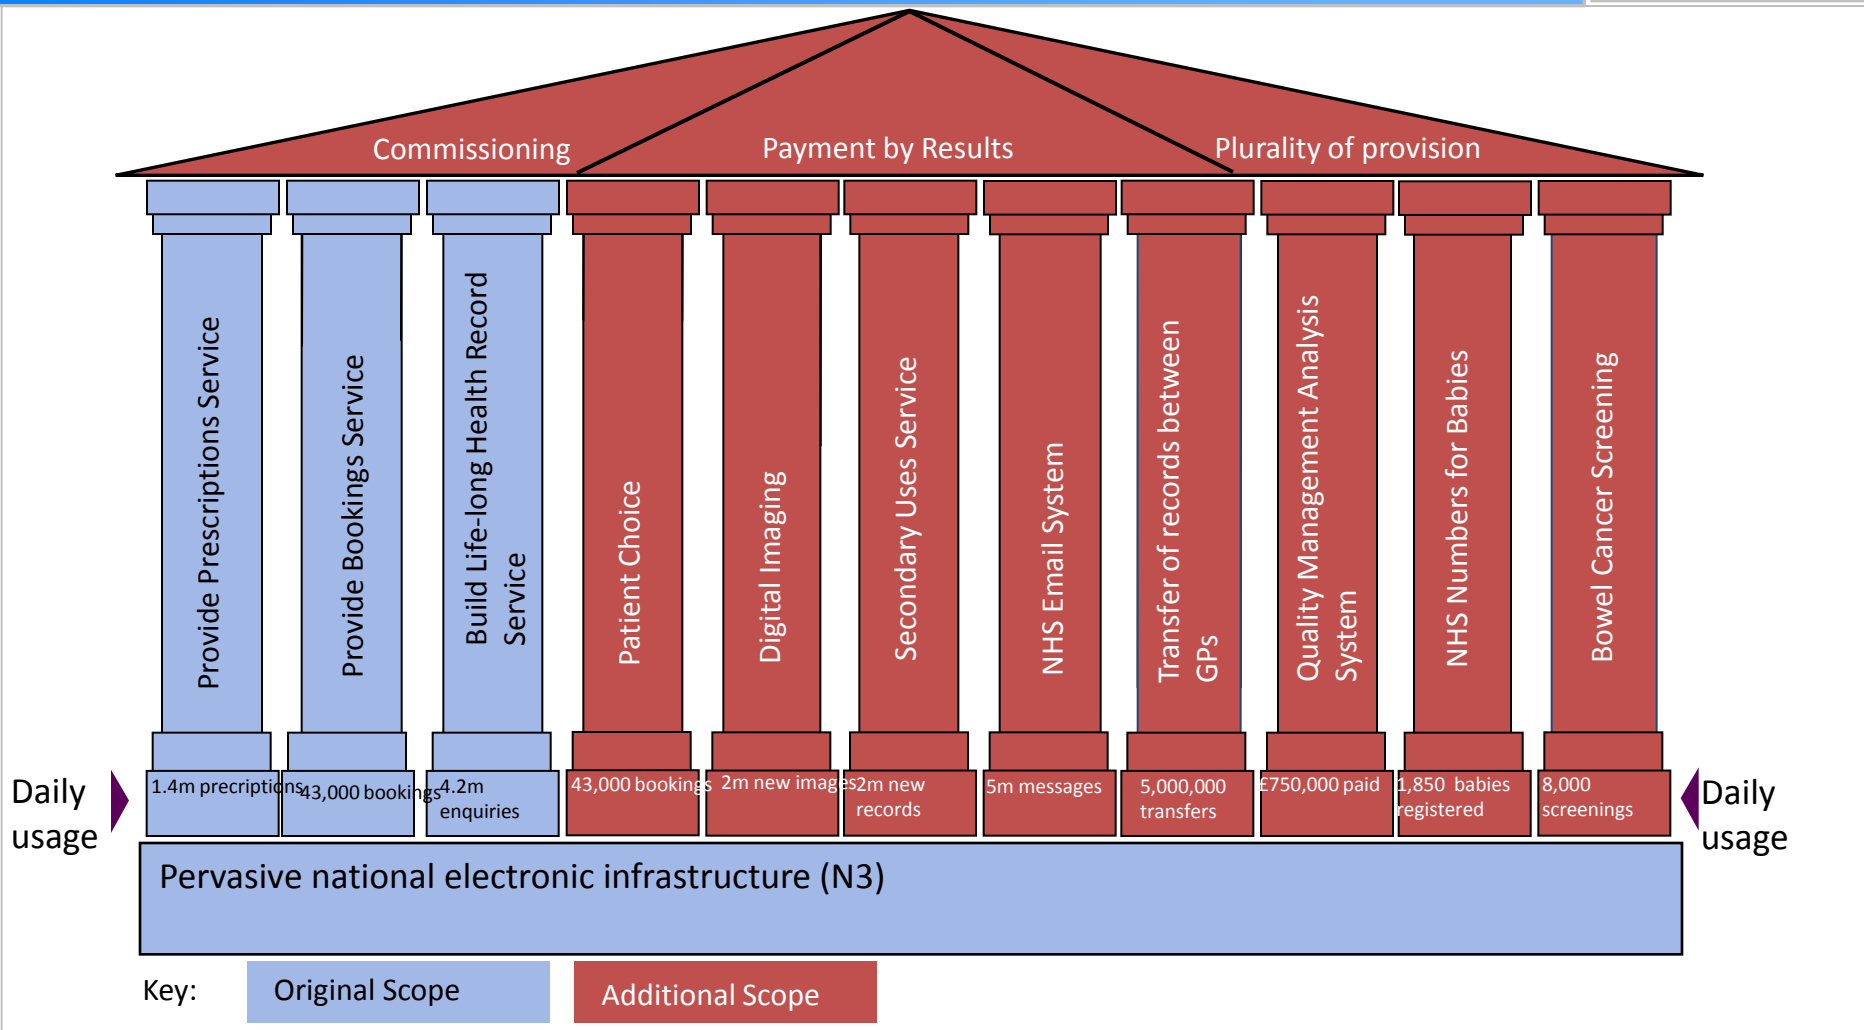 Commissioning
Payment by Results
Plurality of provision
Provide Prescriptions Service
Provide Bookings Service
Build Life-long Health Record
Service
Patient Choice
Digital Imaging
Secondary Uses Service
NHS Email System
Transfer of records between
GPs
Quality Management Analysis
System
NHS Numbers for Babies
Bowel Cancer Screening
Daily
usage
1.4m precriptions
43,000 bookings
4.2m
enquiries
43,000 bookings
2m new images
2m new
records
5m messages
5,000,000
transfers
£750,000 paid
1,850 babies
registered
8,000
screenings
Daily
usage
Pervasive national electronic infrastructure (N3)
Key:
Original Scope
Additional Scope